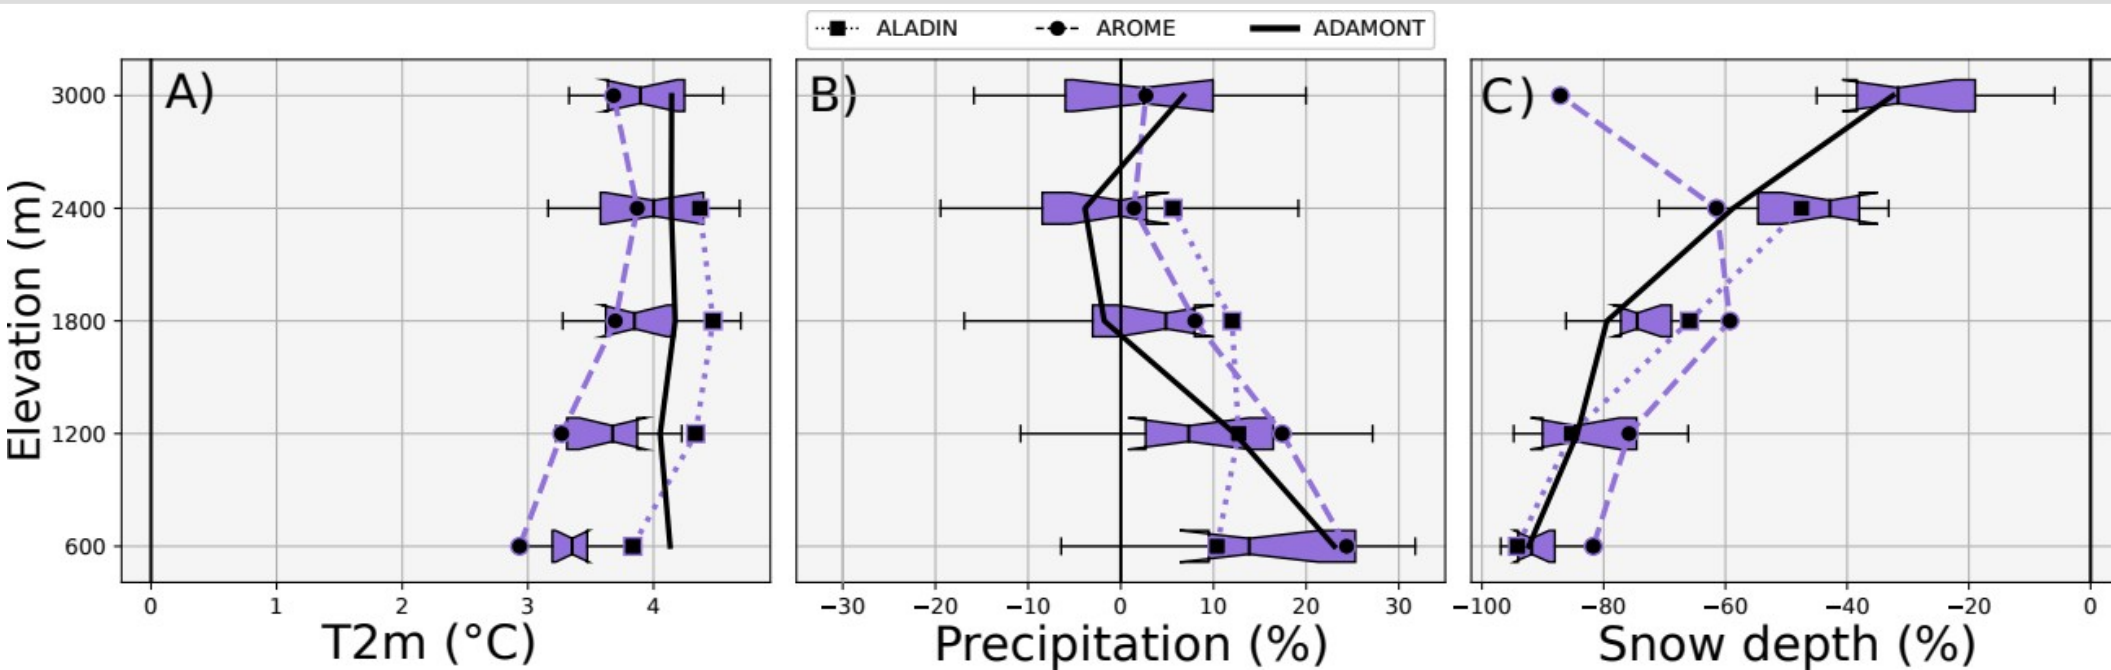 ALADIN AROME ADAMONT
A) B) C)
3000
2400
1800
1200
600
Elevation (m)
0 1 2 3 4
−30 −20 −10 0 10 20 30
−100 −80 −60 −40 −20 0
T2m (°C) Precipitation (%) Snow depth (%)